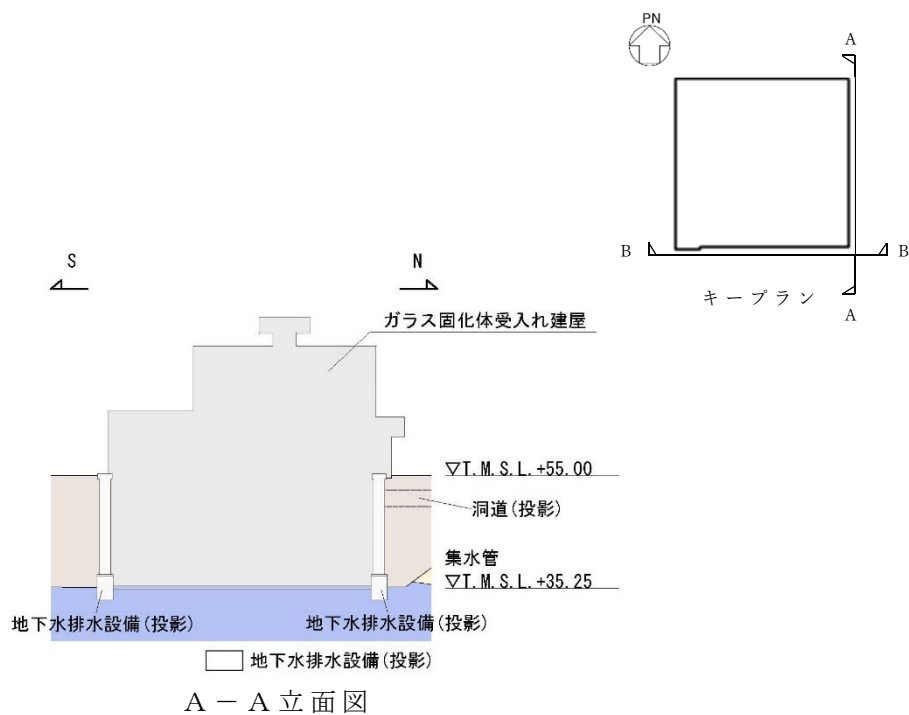 PN
A
B
B
キープラン
A
S
N
ガラス固化体受入れ建屋
▽T.M.S.L.+55.00
洞道(投影)
集水管
▽T.M.S.L.+35.25
地下水排水設備(投影)
地下水排水設備(投影)
地下水排水設備(投影)
A-A立面図